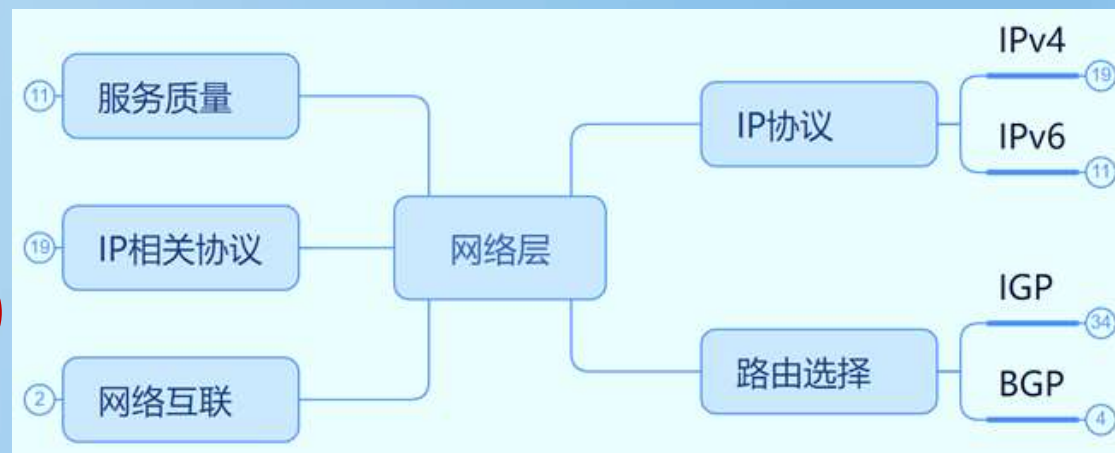 服务质量
11
IP相关协议
19
网络互联
2
网络层
IP协议
IPv4
19
IPv6
11
路由选择
IGP
34
BGP
4